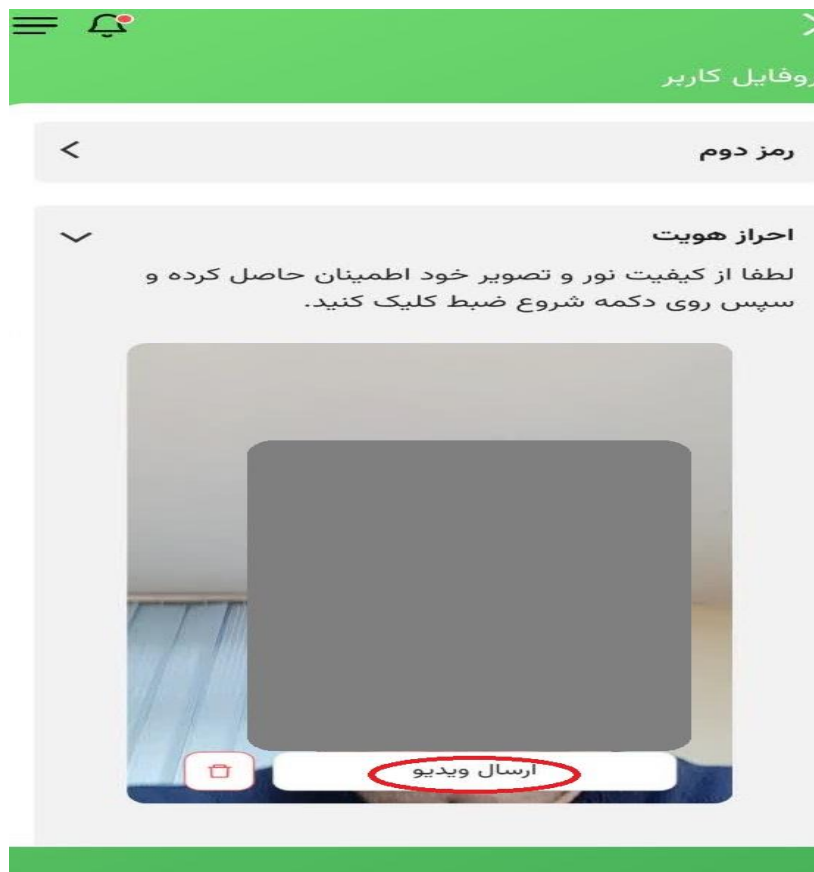 روفایل کاربر
رمز دوم
احراز هویت
لطفا از کیفیت نور و تصویر خود اطمینان حاصل کرده و
سپس روی دکمه شروع ضبط کلیک کنید.
ارسال ویدیو